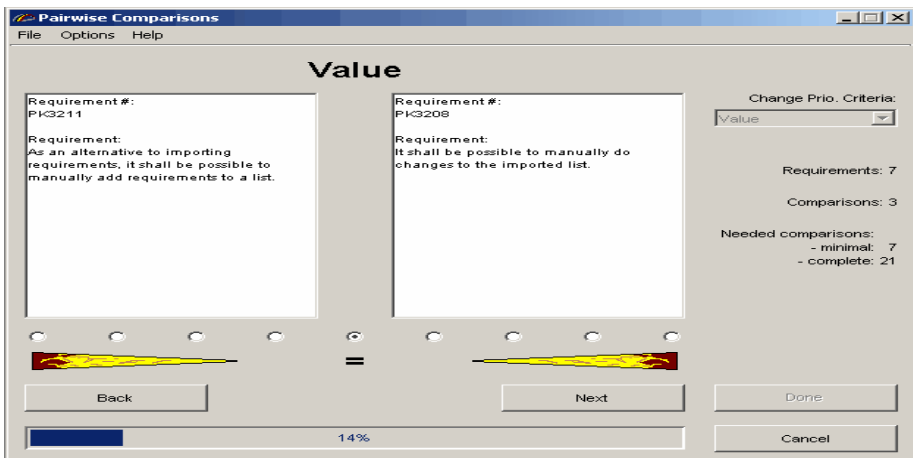 Pairwise Comparisons
File Options Help
Value
Requirement #:
PK3211
Requirement:
As an alternative to importing
requirements, it shall be possible to
manually add requirements to a list.
Requirement #:
PK3208
Requirement:
It shall be possible to manually do
changes to the imported list.
Change Prio. Criteria:
Value
Requirements: 7
Comparisons: 3
Needed comparisons:
- minimal: 7
- complete: 21
=
Back
Next
Done
14%
Cancel